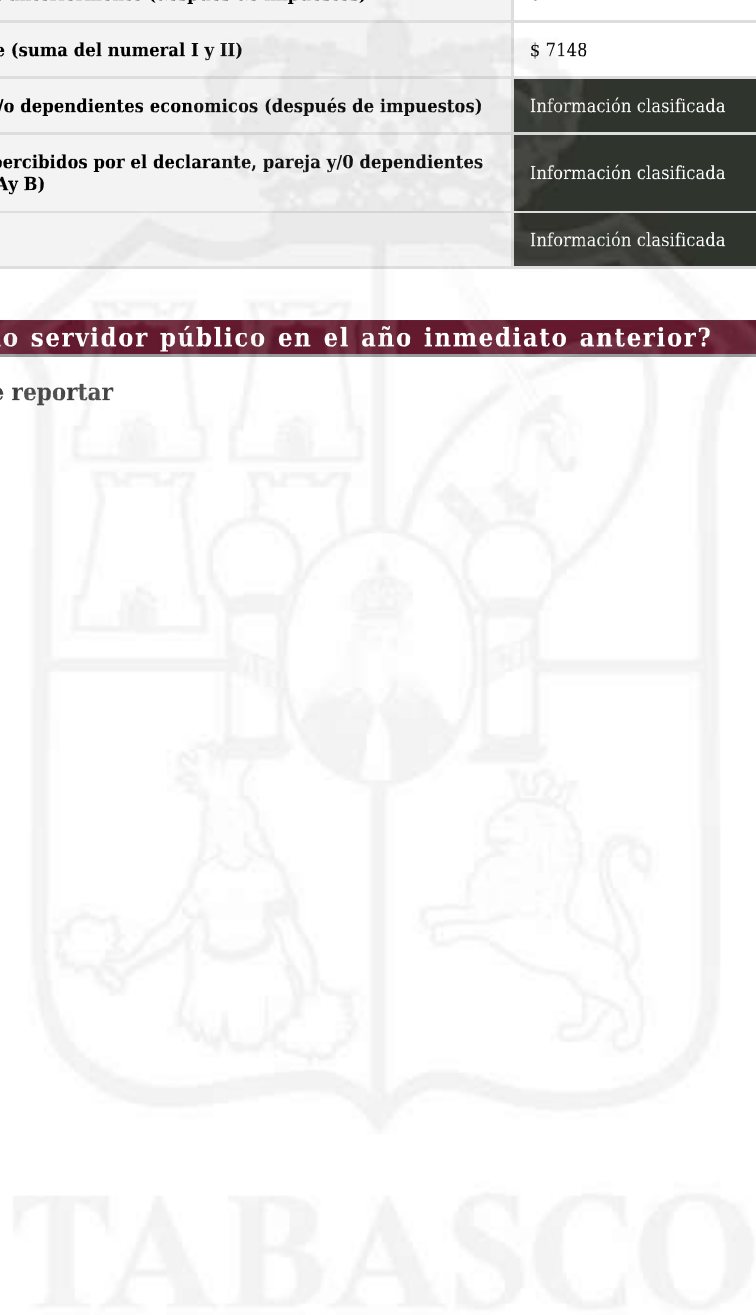 e (suma del numeral I y II)
$ 7148
/o dependientes economicos (después de impuestos)
Información clasificada
percibidos por el declarante, pareja y/0 dependientes
Ay B)
Información clasificada
Información clasificada
o servidor público en el año inmediato anterior?
e reportar
TABASCO